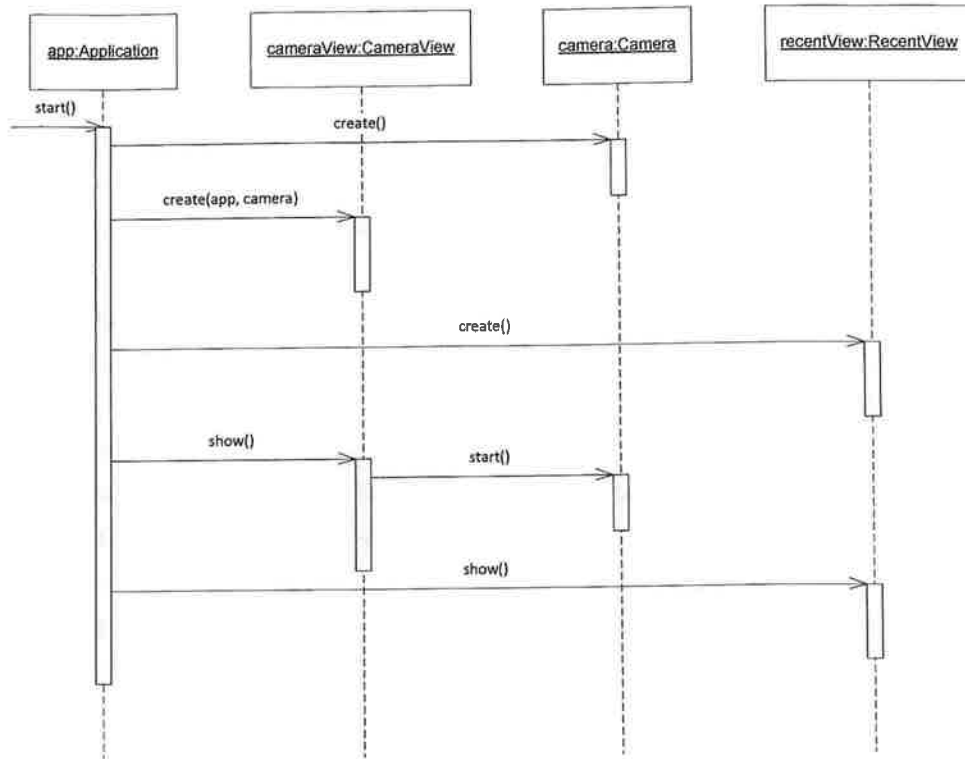 app:Application
cameraView:CameraView
camera:Camera
recentView:RecentView
start()
create()
create(app, camera)
create()
show()
start()
show()